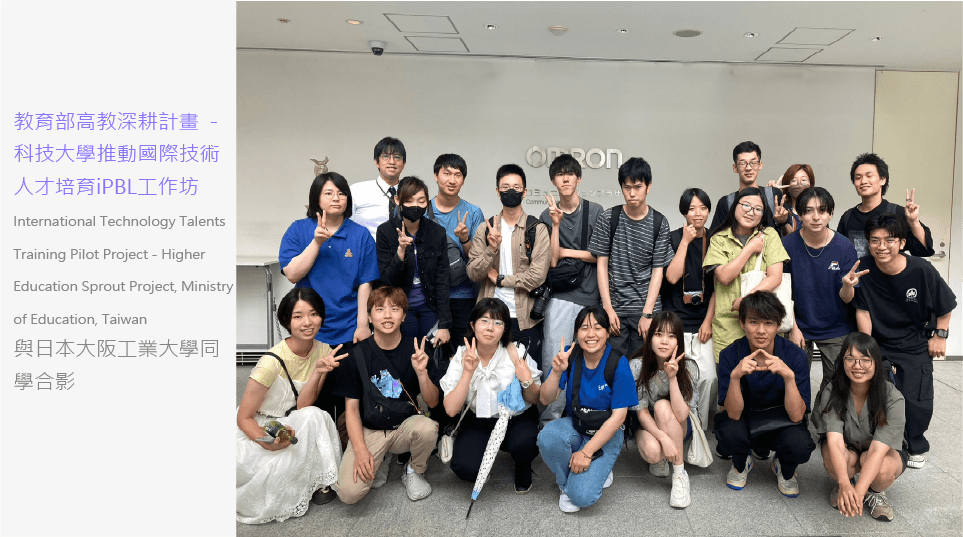 教育部高教深耕計畫 -
科技大學推動國際技術
人才培育iPBL工作坊
International Technology Talents
Training Pilot Project - Higher
Education Sprout Project, Ministry
of Education, Taiwan
與日本大阪工業大學同
學合影
OMRON